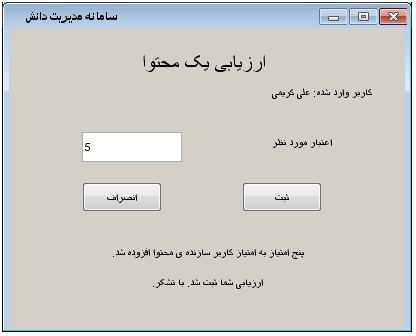 سامانه مدیریت دانش
ارزیابی یک محتوا
کاربر وارد شده: علی کریمی
اعتبار مورد نظر
5
ثبت
انصراف
پنج امتیاز به امتیاز کاربر سازنده ی محتوا افزوده شد.
ارزیابی شما ثبت شد. با تشکر.